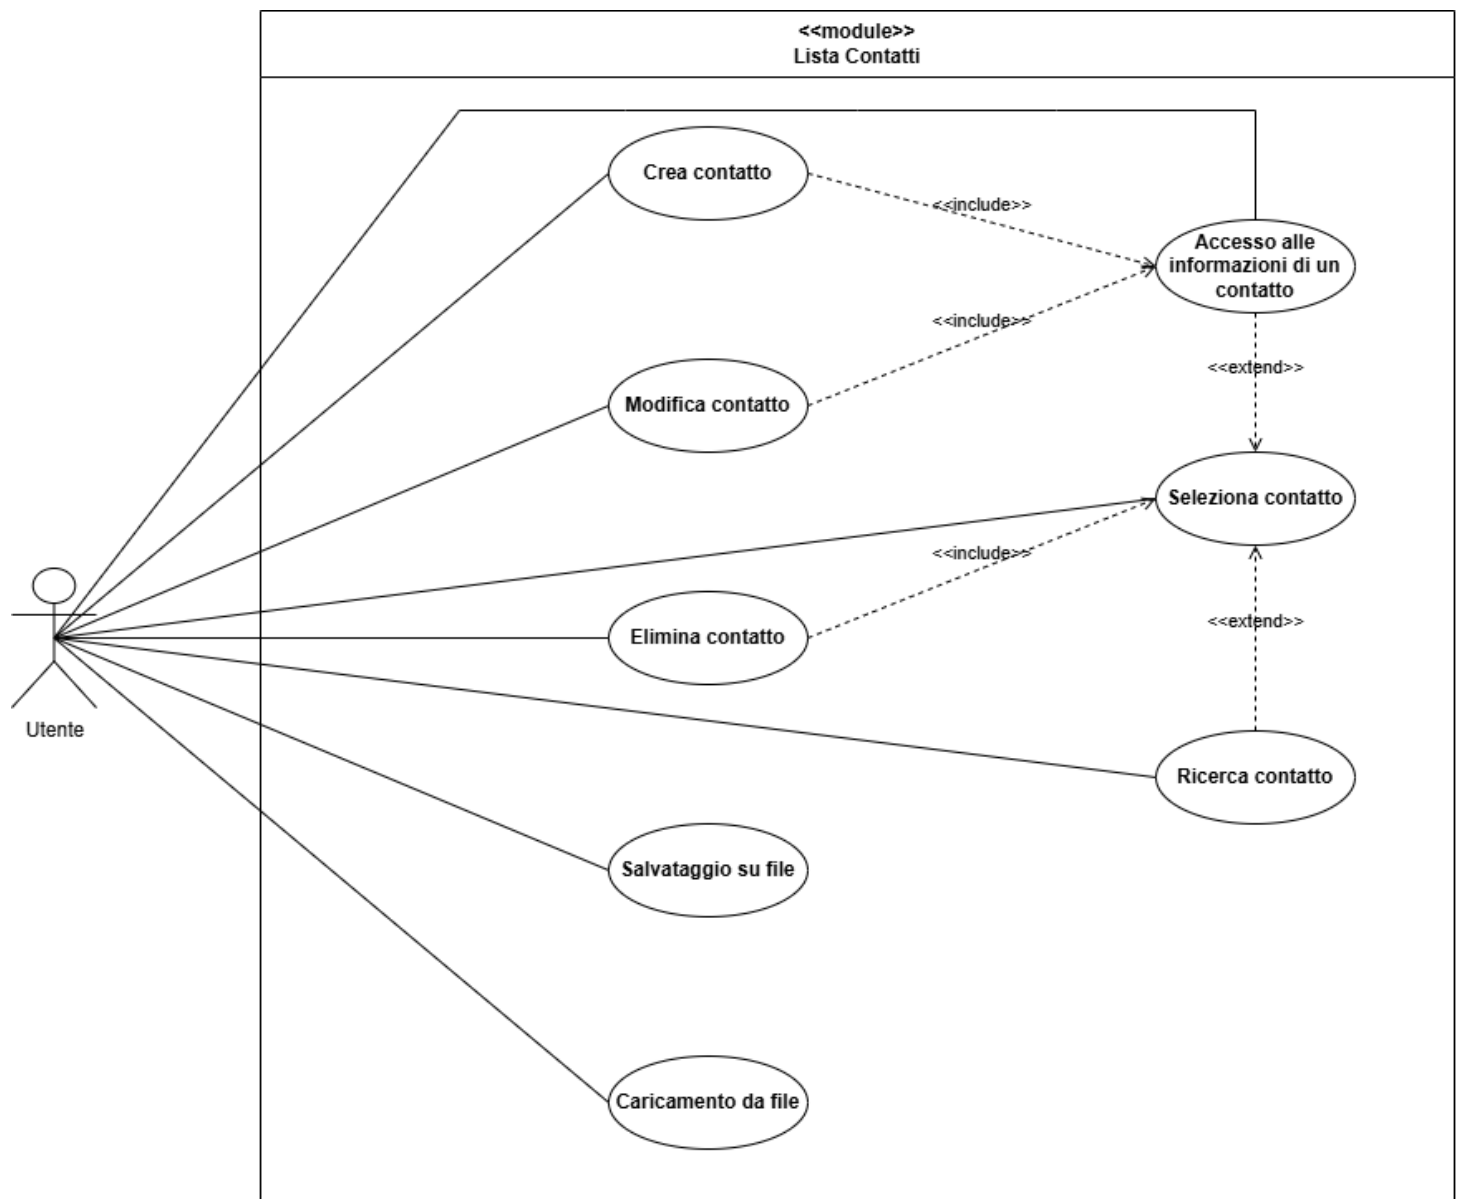 <<module>>
Lista Contatti
Crea contatto
<<include>>
Accesso alle
informazioni di un
contatto
<<include>>
<<extend>>
Modifica contatto
Seleziona contatto
<<include>>
<<extend>>
Elimina contatto
Utente
Ricerca contatto
Salvataggio su file
Caricamento da file